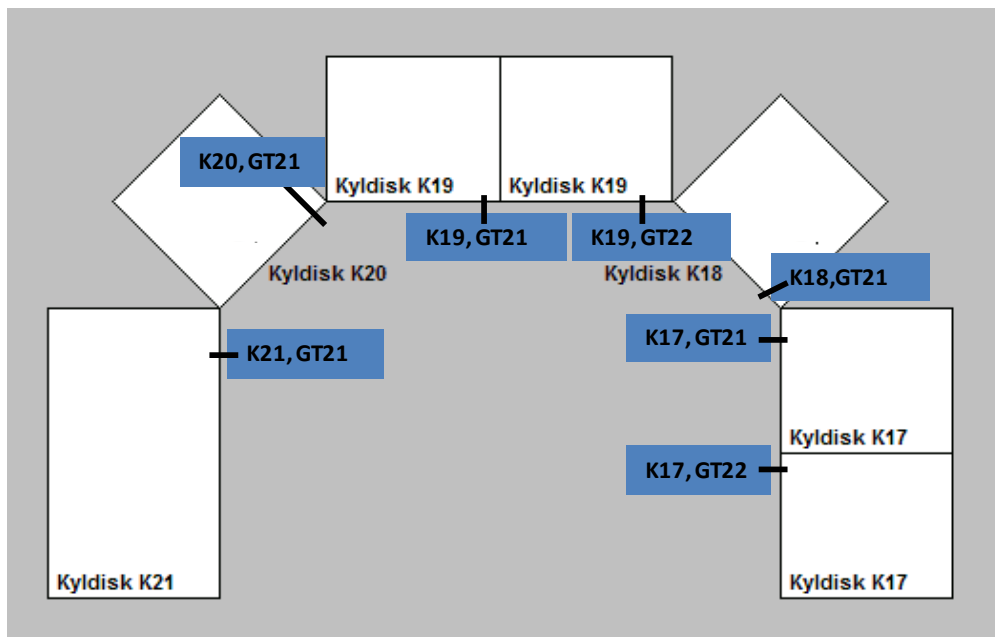 K20, GT21
Kyldisk K19
Kyldisk K19
K19, GT21
K19, GT22
Kyldisk K20
Kyldisk K18
K18,GT21
K21, GT21
K17, GT21
Kyldisk K17
K17, GT22
Kyldisk K21
Kyldisk K17